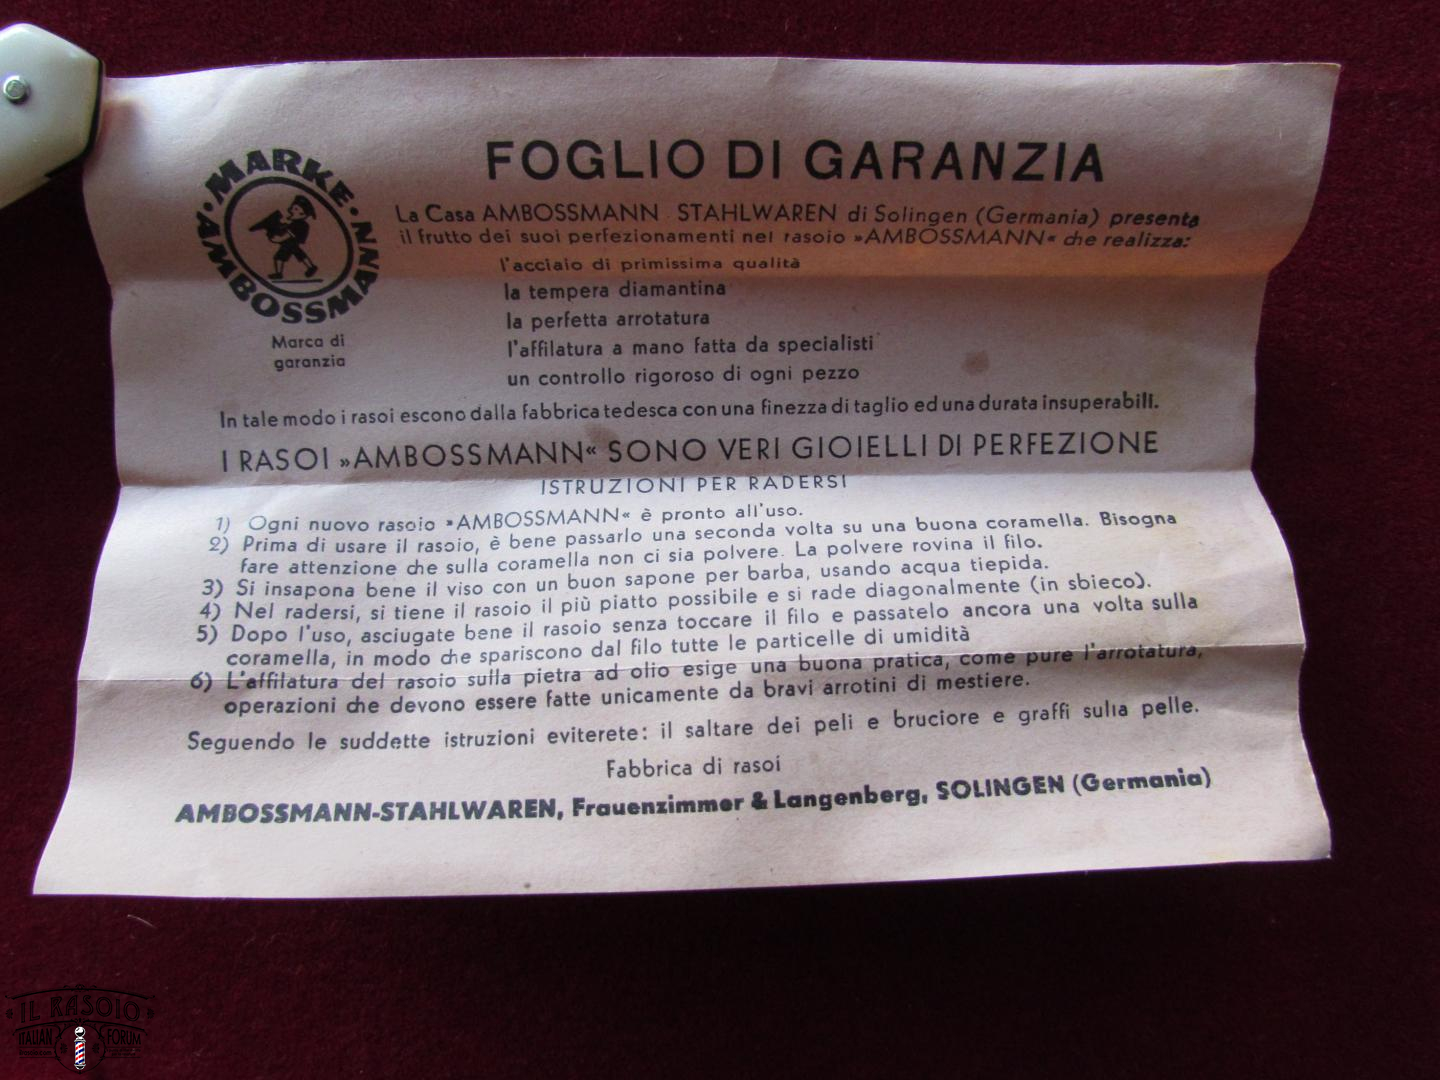 MARKE · AMBOSSMANN ·
Marca di
garanzia
FOGLIO DI GARANZIA
La Casa AMBOSSMANN STAHLWAREN di Solingen (Germania) presenta
il frutto dei suoi perfezionamenti nel rasoio »AMBOSSMANN« che realizza:
l'acciaio di primissima qualità
la tempera diamantina
la perfetta arrotatura
l'affilatura a mano fatta da specialisti
un controllo rigoroso di ogni pezzo
In tale modo i rasoi escono dalla fabbrica tedesca con una finezza di taglio ed una durata insuperabili.
I RASOI »AMBOSSMANN« SONO VERI GIOIELLI DI PERFEZIONE
ISTRUZIONI PER RADERSI
1) Ogni nuovo rasoio »AMBOSSMANN« è pronto all'uso.
2) Prima di usare il rasoio, è bene passarlo una seconda volta su una buona coramella. Bisogna
fare attenzione che sulla coramella non ci sia polvere. La polvere rovina il filo.
3) Si insapona bene il viso con un buon sapone per barba, usando acqua tiepida.
4) Nel radersi, si tiene il rasoio il più piatto possibile e si rade diagonalmente (in sbieco).
5) Dopo l'uso, asciugate bene il rasoio senza toccare il filo e passatelo ancora una volta sulla
coramella, in modo che spariscono dal filo tutte le particelle di umidità
6) L'affilatura del rasoio sulla pietra ad olio esige una buona pratica, come pure l'arrotatura,
operazioni che devono essere fatte unicamente da bravi arrotini di mestiere.
Seguendo le suddette istruzioni eviterete: il saltare dei peli e bruciore e graffi sulla pelle.
Fabbrica di rasoi
AMBOSSMANN-STAHLWAREN, Frauenzimmer & Langenberg, SOLINGEN (Germania)
IL RASOIO
ITALIAN FORUM